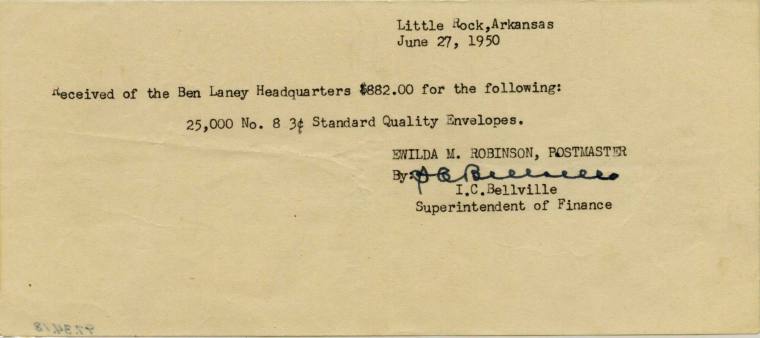 Little Rock,Arkansas
June 27, 1950
Received of the Ben Laney Headquarters $882.00 for the following:
25,000 No. 8 3¢ Standard Quality Envelopes.
EWILDA M. ROBINSON, POSTMASTER
By: I C Bellville
I.C.Bellville
Superintendent of Finance